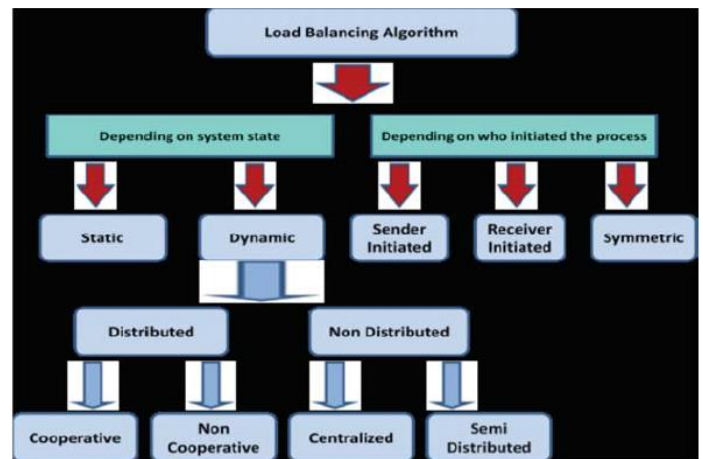 Load Balancing Algorithm
Depending on system state
Depending on who initiated the process
Static
Dynamic
Sender
Initiated
Receiver
Initiated
Symmetric
Distributed
Non Distributed
Cooperative
Non
Cooperative
Centralized
Semi
Distributed